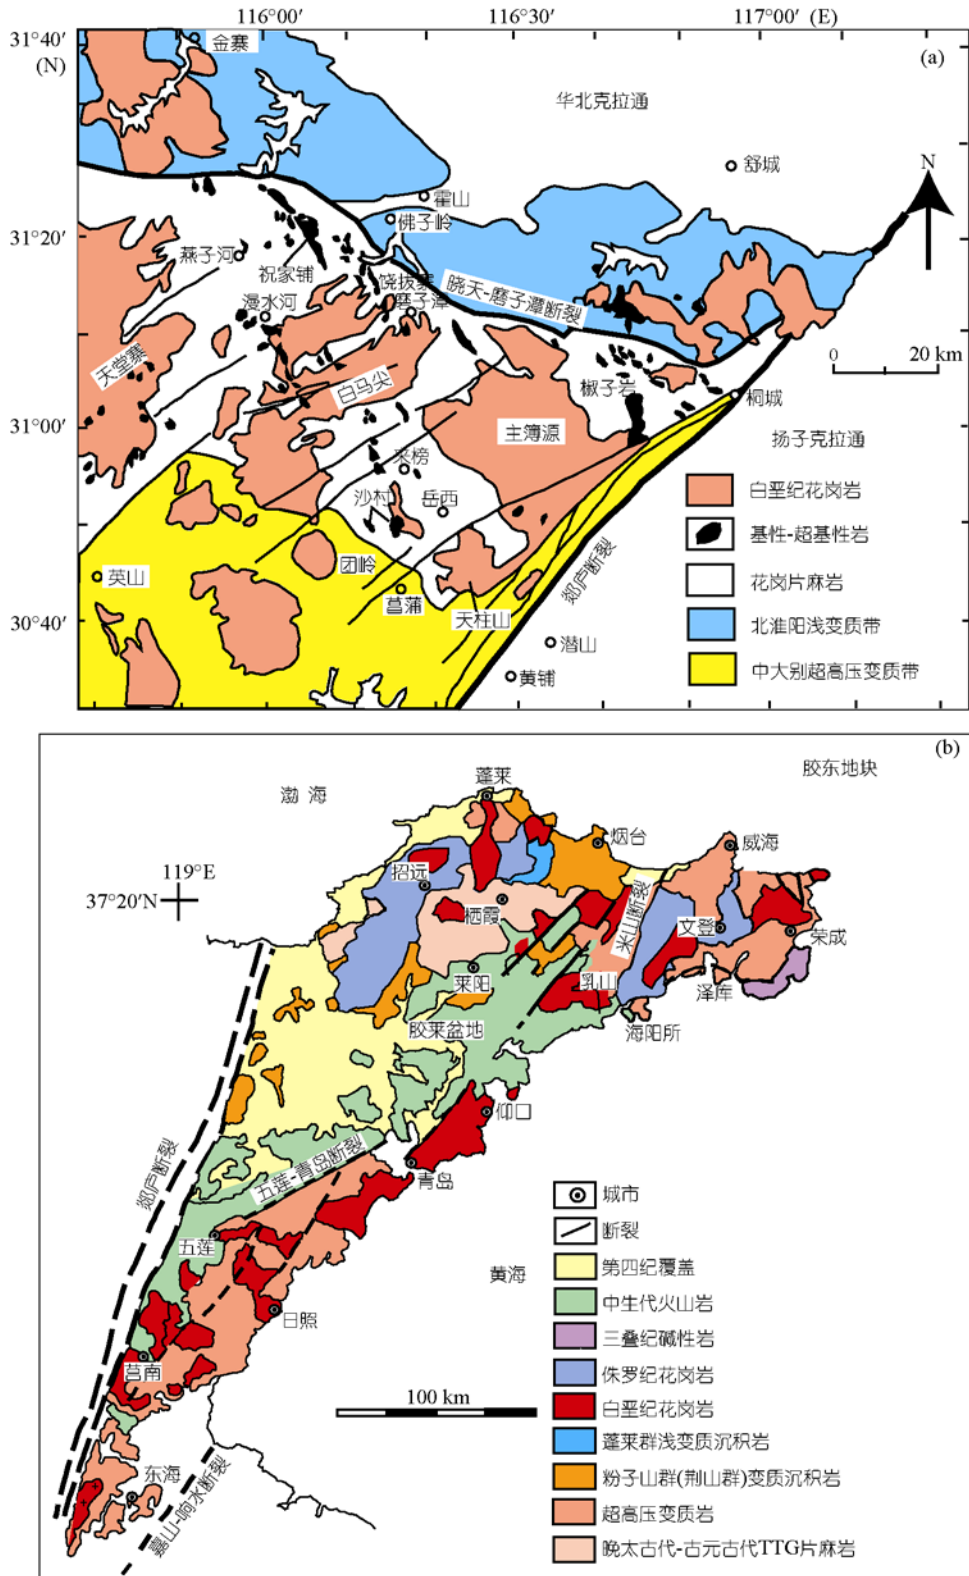 116°00′ 116°30′ 117°00′ (E)
31°40′
(N)
金寨
(a)
华北克拉通
舒城
N
霍山
佛子岭
31°20′
燕子河
祝家铺
饶拔寨
磨子潭
晓天-磨子潭断裂
漫水河
天堂寨
白马尖
0 20 km
椒子岩
桐城
31°00′
主簿源
扬子克拉通
来榜
沙村
岳西
白垩纪花岗岩
基性-超基性岩
团岭
郯庐断裂
英山
菖蒲
花岗片麻岩
30°40′
天柱山
北淮阳浅变质带
潜山
黄铺
中大别超高压变质带
(b)
胶东地块
渤 海
蓬莱
烟台
威海
119°E
37°20′N
招远
栖霞
米山断裂
文登
荣成
莱阳
乳山
泽库
海阳所
胶莱盆地
仰口
郯庐断裂
五莲-青岛断裂
青岛
城市
断裂
五莲
黄海
第四纪覆盖
中生代火山岩
日照
三叠纪碱性岩
莒南
侏罗纪花岗岩
100 km
白垩纪花岗岩
蓬莱群浅变质沉积岩
东海
粉子山群(荆山群)变质沉积岩
嘉山-响水断裂
超高压变质岩
晚太古代-古元古代TTG片麻岩